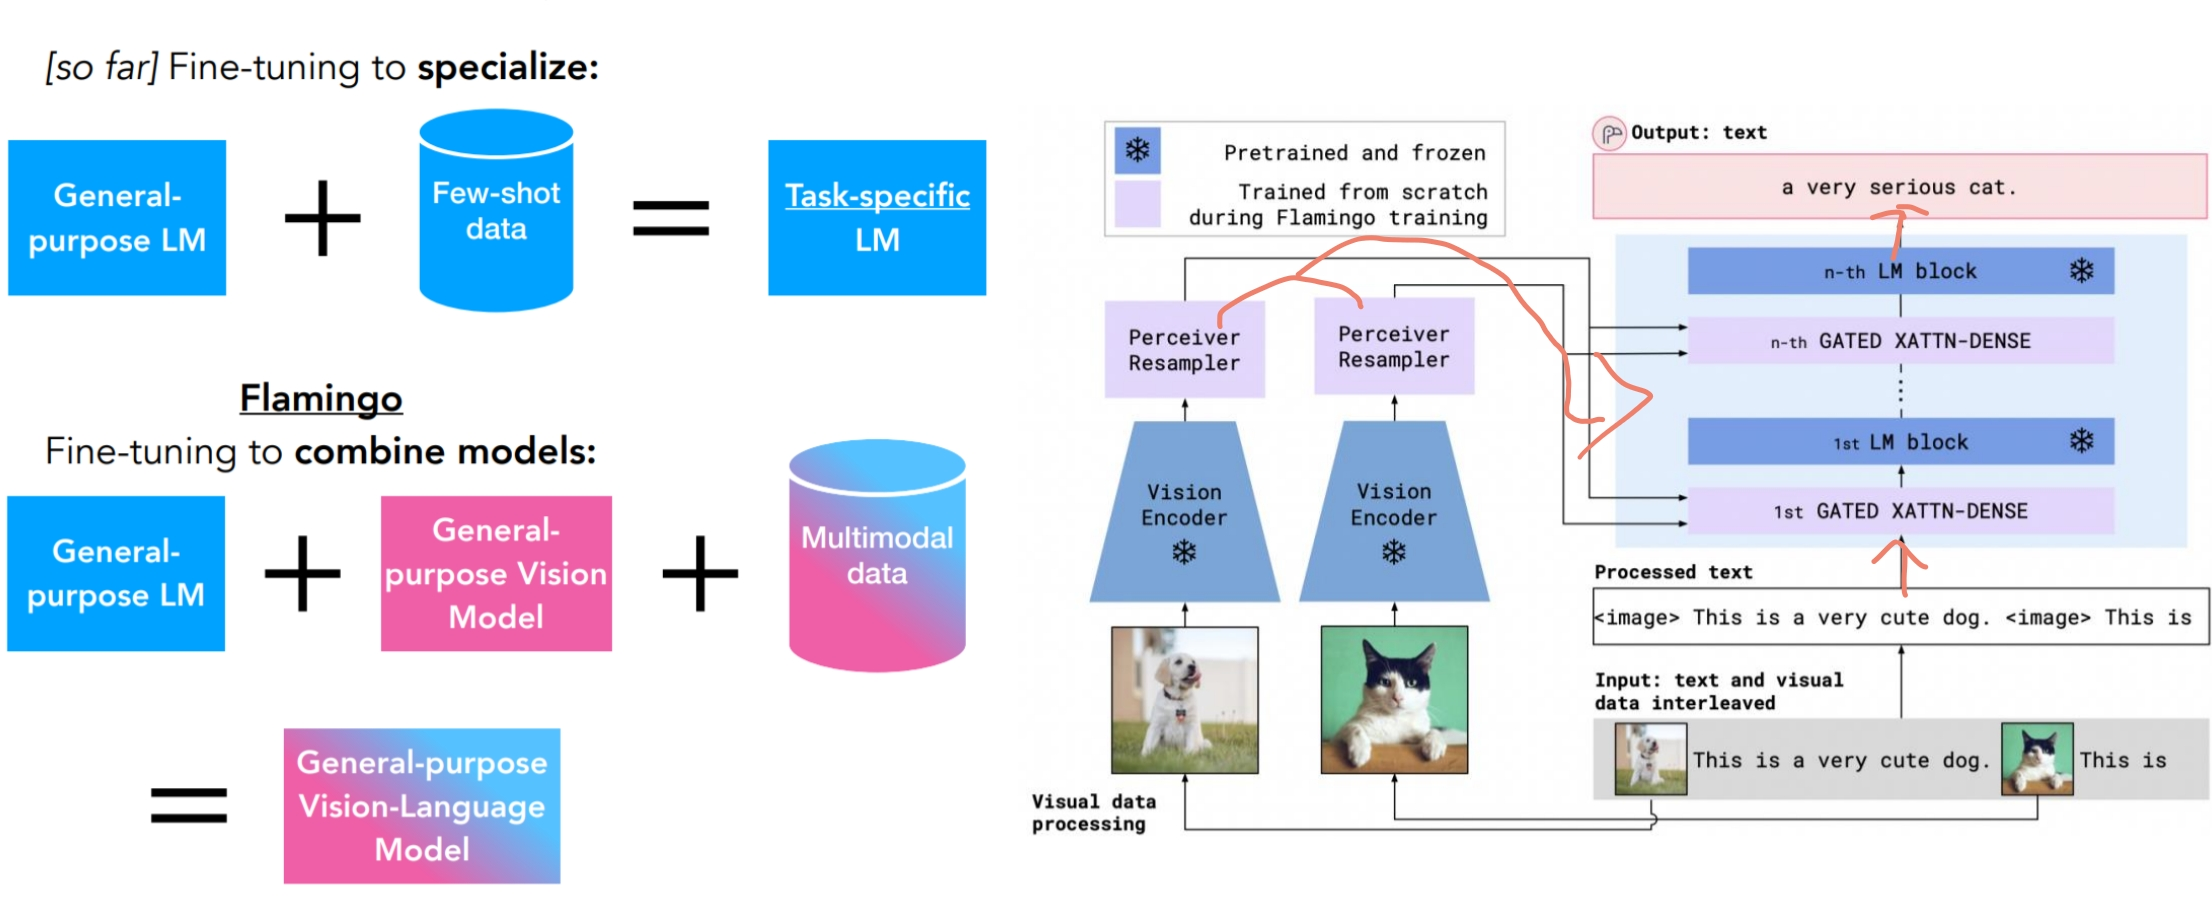 [so far] Fine-tuning to specialize:
General-
purpose LM
Few-shot
data
Task-specific
LM
Flamingo
Fine-tuning to combine models:
General-
purpose LM
General-
purpose Vision
Model
Multimodal
data
General-purpose
Vision-Language
Model
Pretrained and frozen
Trained from scratch
during Flamingo training
Perceiver
Resampler
Perceiver
Resampler
Vision
Encoder
Vision
Encoder
Visual data
processing
Output: text
a very serious cat.
n-th LM block
n-th GATED XATTN-DENSE
1st LM block
1st GATED XATTN-DENSE
Processed text
<image> This is a very cute dog. <image> This is
Input: text and visual
data interleaved
This is a very cute dog.
This is